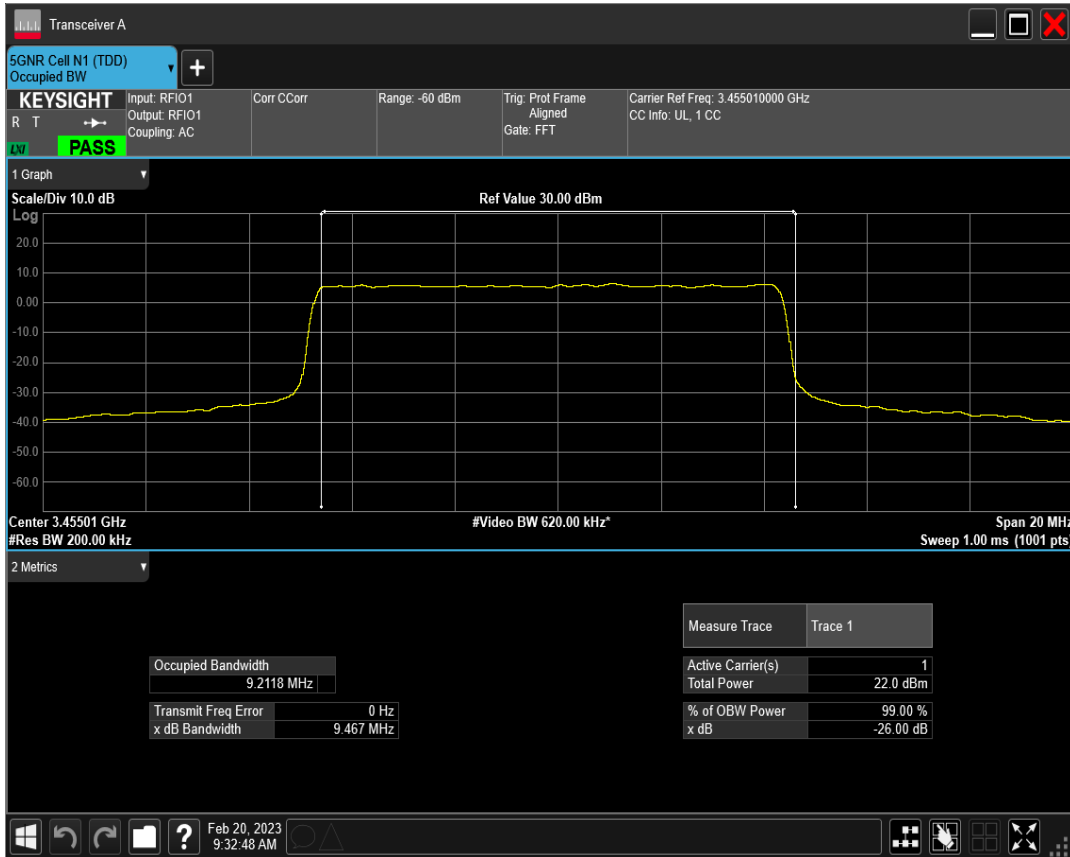 Transceiver A
5GNR Cell N1 (TDD)
Occupied BW
+
KEYSIGHT
R T
LXI
PASS
Input: RFIO1
Output: RFIO1
Coupling: AC
Corr CCorr
Range: -60 dBm
Trig: Prot Frame
Aligned
Gate: FFT
Carrier Ref Freq: 3.455010000 GHz
CC Info: UL, 1 CC
1 Graph
Scale/Div 10.0 dB
Ref Value 30.00 dBm
Log
20.0
10.0
0.00
-10.0
-20.0
-30.0
-40.0
-50.0
-60.0
Center 3.45501 GHz
#Video BW 620.00 kHz*
Span 20 MHz
#Res BW 200.00 kHz
Sweep 1.00 ms (1001 pts)
2 Metrics
Measure Trace Trace 1
Occupied Bandwidth
9.2118 MHz
Active Carrier(s) 1
Total Power 22.0 dBm
Transmit Freq Error 0 Hz
x dB Bandwidth 9.467 MHz
% of OBW Power 99.00 %
x dB -26.00 dB
?
Feb 20, 2023
9:32:48 AM